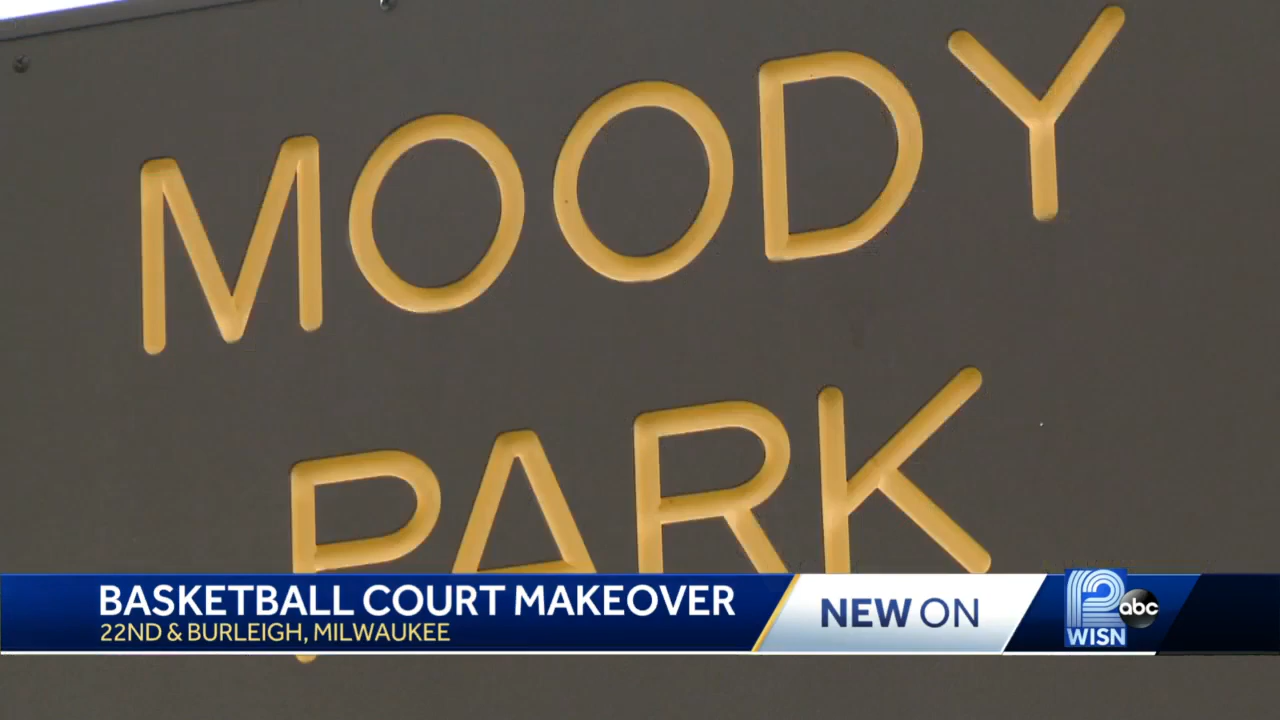 MOODY
PARK
BASKETBALL COURT MAKEOVER
22ND & BURLEIGH, MILWAUKEE
NEW ON
12
abc
WISN